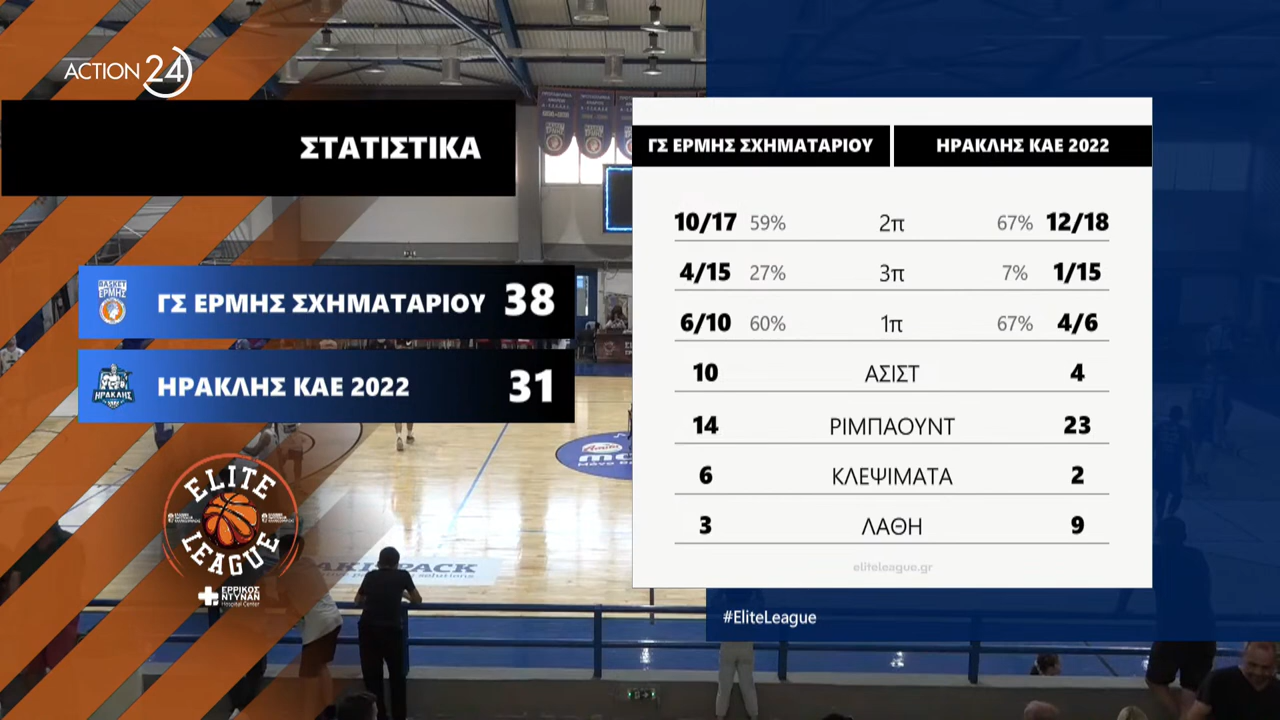 ACTION 24
ΣΤΑΤΙΣΤΙΚΑ
BASKET
ΕΡΜΗΣ
ΓΣ ΕΡΜΗΣ ΣΧΗΜΑΤΑΡΙΟΥ 38
ΗΡΑΚΛΗΣ
ΗΡΑΚΛΗΣ ΚΑΕ 2022 31
ELITE
LEAGUE
ΕΡΡΙΚΟΣ
ΝΤΥΝΑΝ
Hospital Center
ΓΣ ΕΡΜΗΣ ΣΧΗΜΑΤΑΡΙΟΥ ΗΡΑΚΛΗΣ ΚΑΕ 2022
10/17 59% 2π 67% 12/18
4/15 27% 3π 7% 1/15
6/10 60% 1π 67% 4/6
10 ΑΣΙΣΤ 4
14 ΡΙΜΠΑΟΥΝΤ 23
6 ΚΛΕΨΙΜΑΤΑ 2
3 ΛΑΘΗ 9
eliteleague.gr
#EliteLeague